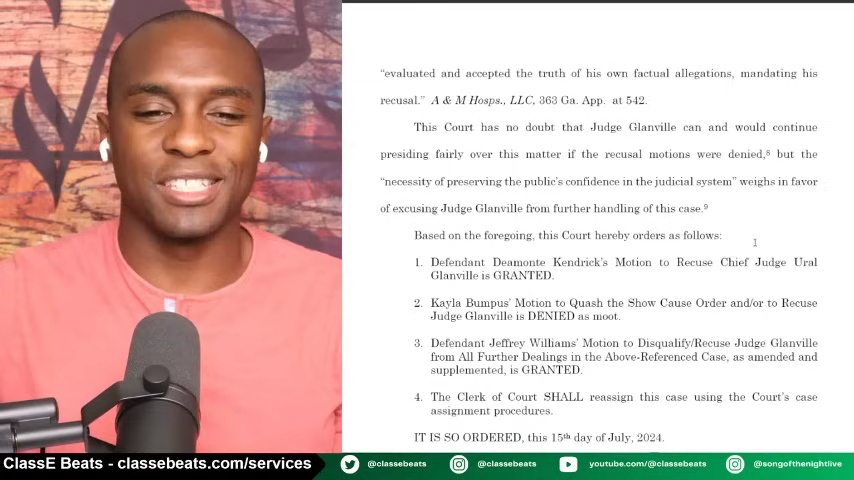 “evaluated and accepted the truth of his own factual allegations, mandating his
recusal.” A & M Hosps., LLC, 363 Ga. App. at 542.
This Court has no doubt that Judge Glanville can and would continue
presiding fairly over this matter if the recusal motions were denied,⁸ but the
“necessity of preserving the public’s confidence in the judicial system” weighs in favor
of excusing Judge Glanville from further handling of this case.⁹
Based on the foregoing, this Court hereby orders as follows:
1. Defendant Deamonte Kendrick’s Motion to Recuse Chief Judge Ural
Glanville is GRANTED.
2. Kayla Bumpus’ Motion to Quash the Show Cause Order and/or to Recuse
Judge Glanville is DENIED as moot.
3. Defendant Jeffrey Williams’ Motion to Disqualify/Recuse Judge Glanville
from All Further Dealings in the Above-Referenced Case, as amended and
supplemented, is GRANTED.
4. The Clerk of Court SHALL reassign this case using the Court’s case
assignment procedures.
IT IS SO ORDERED, this 15th day of July, 2024.
ClassE Beats - classebeats.com/services
@classebeats
@classebeats
youtube.com/@classebeats
@songofthenightlive